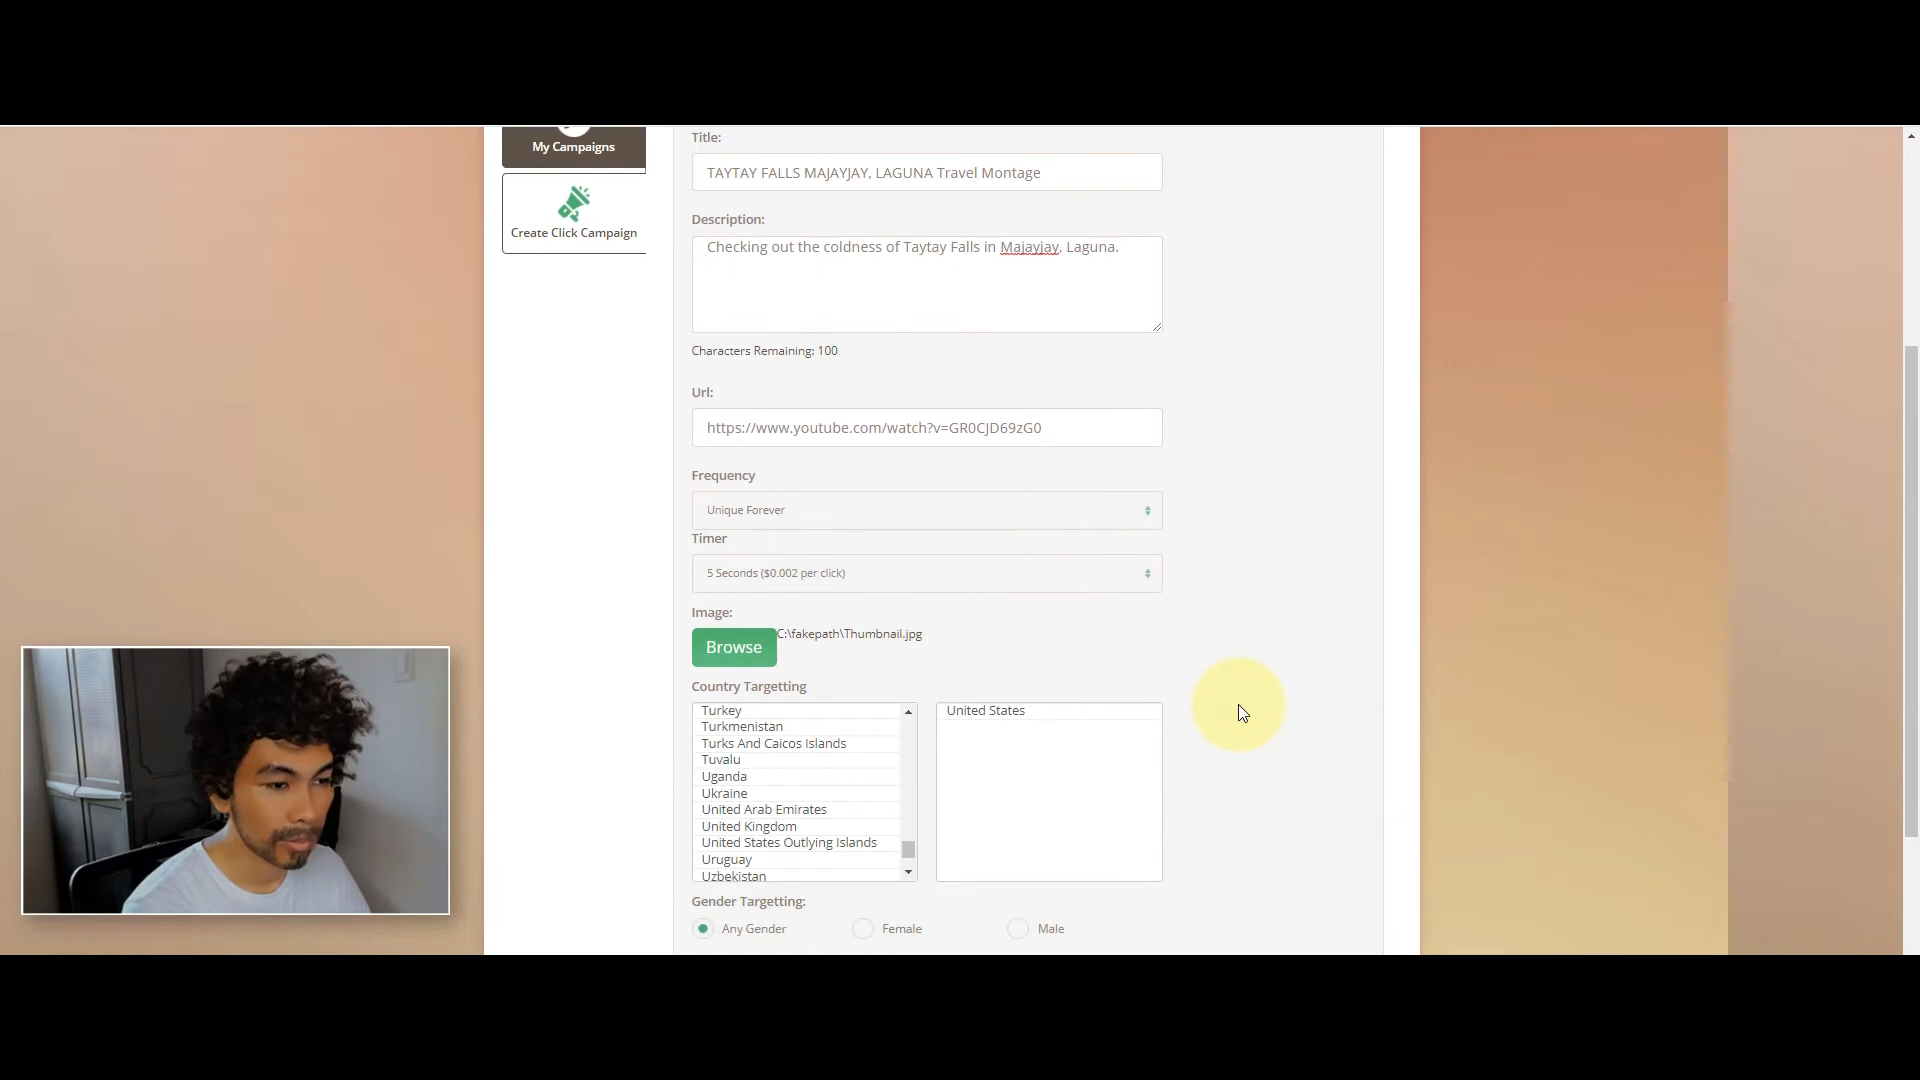 My Campaigns
Create Click Campaign
Title:
TAYTAY FALLS MAJAYJAY, LAGUNA Travel Montage
Description:
Checking out the coldness of Taytay Falls in Majayjay, Laguna.
Characters Remaining: 100
Url:
https://www.youtube.com/watch?v=GR0CJD69zG0
Frequency
Unique Forever
Timer
5 Seconds ($0.002 per click)
Image:
Browse C:\fakepath\Thumbnail.jpg
Country Targetting
Turkey
Turkmenistan
Turks And Caicos Islands
Tuvalu
Uganda
Ukraine
United Arab Emirates
United Kingdom
United States Outlying Islands
Uruguay
Uzbekistan
United States
Gender Targetting:
Any Gender Female Male